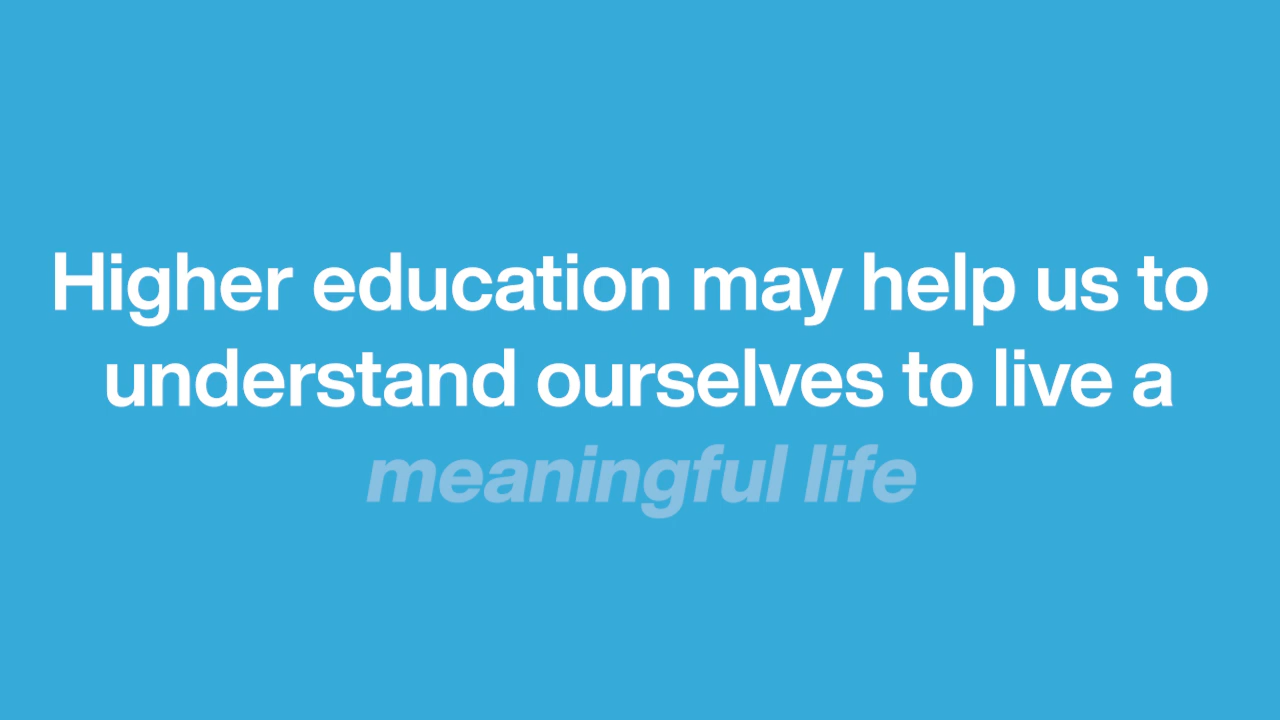 Higher education may help us to
understand ourselves to live a
meaningful life